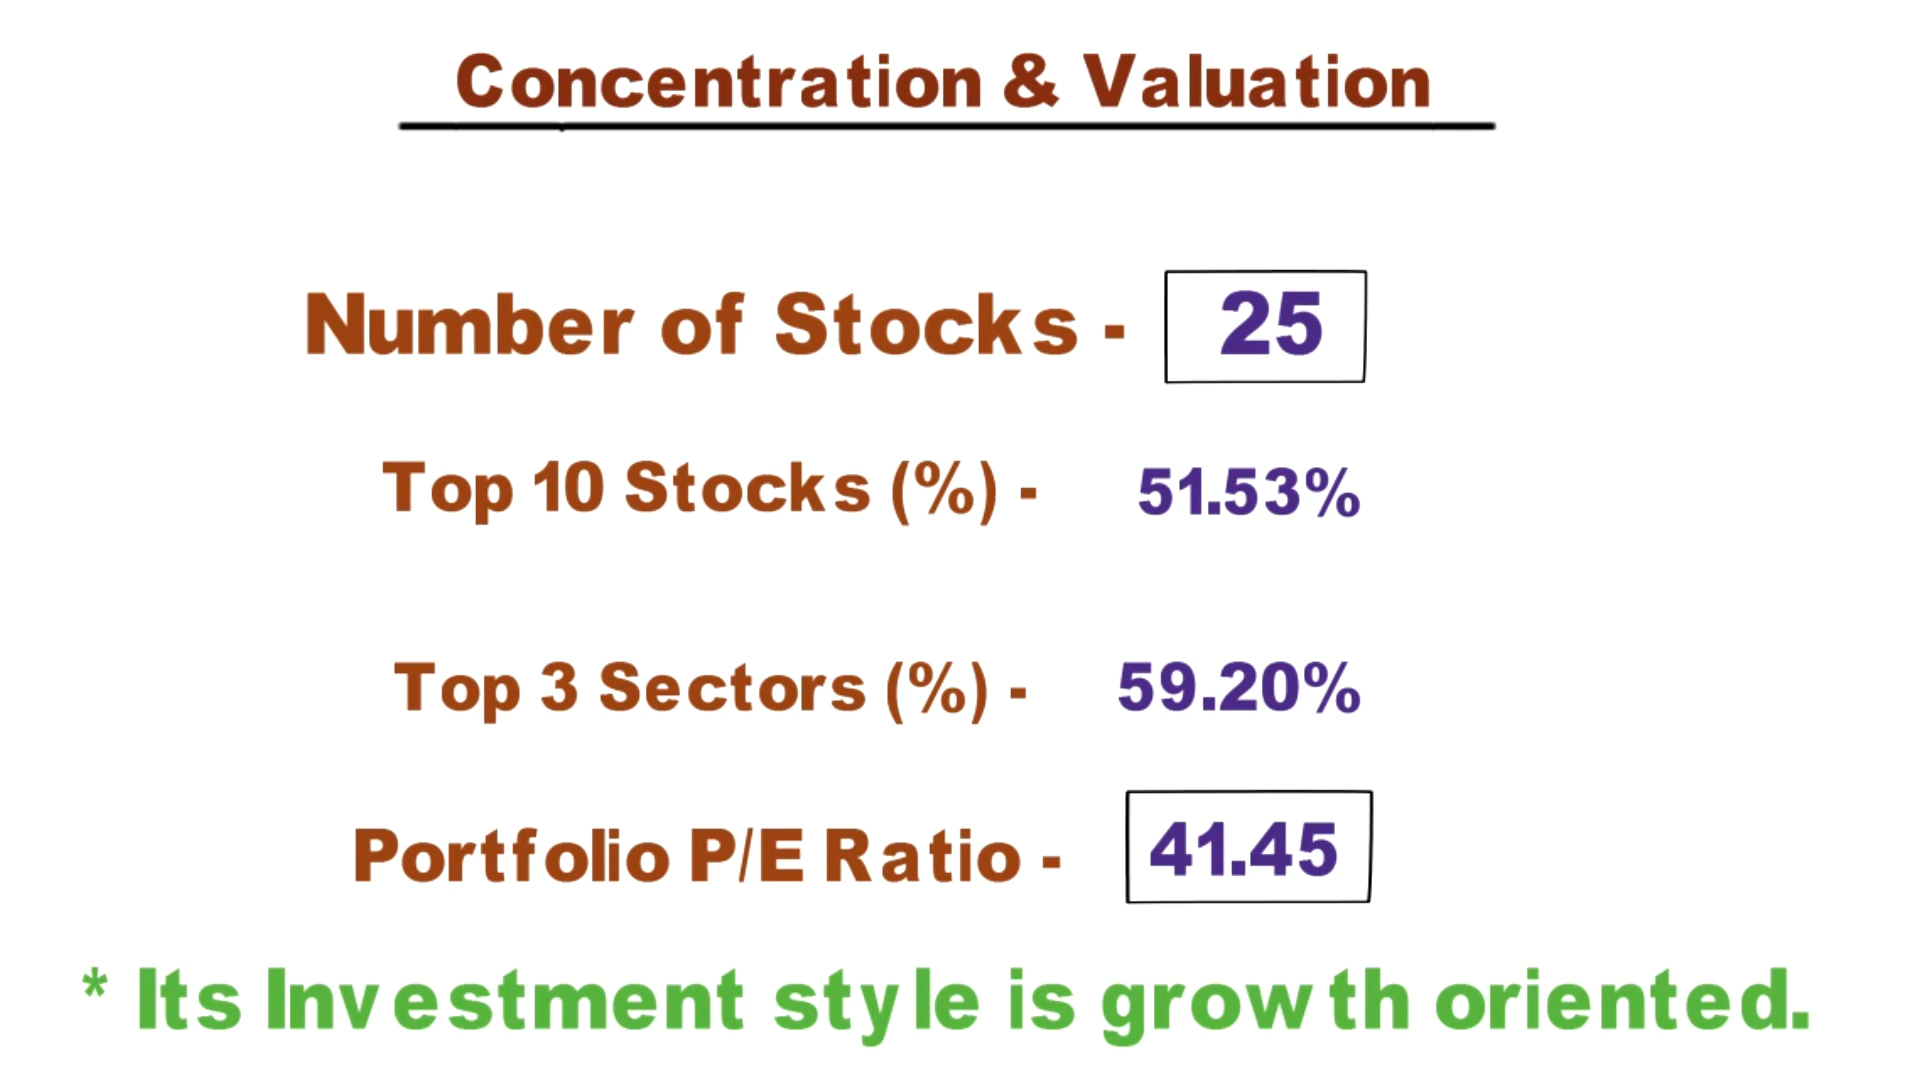 Concentration & Valuation
Number of Stocks - 25
Top 10 Stocks (%) - 51.53%
Top 3 Sectors (%) - 59.20%
Portfolio P/E Ratio - 41.45
* Its Investment style is growth oriented.